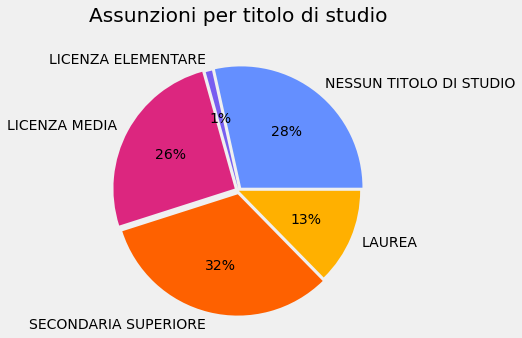 Assunzioni per titolo di studio
LICENZA ELEMENTARE
NESSUN TITOLO DI STUDIO
1%
28%
LICENZA MEDIA
26%
13%
LAUREA
32%
SECONDARIA SUPERIORE